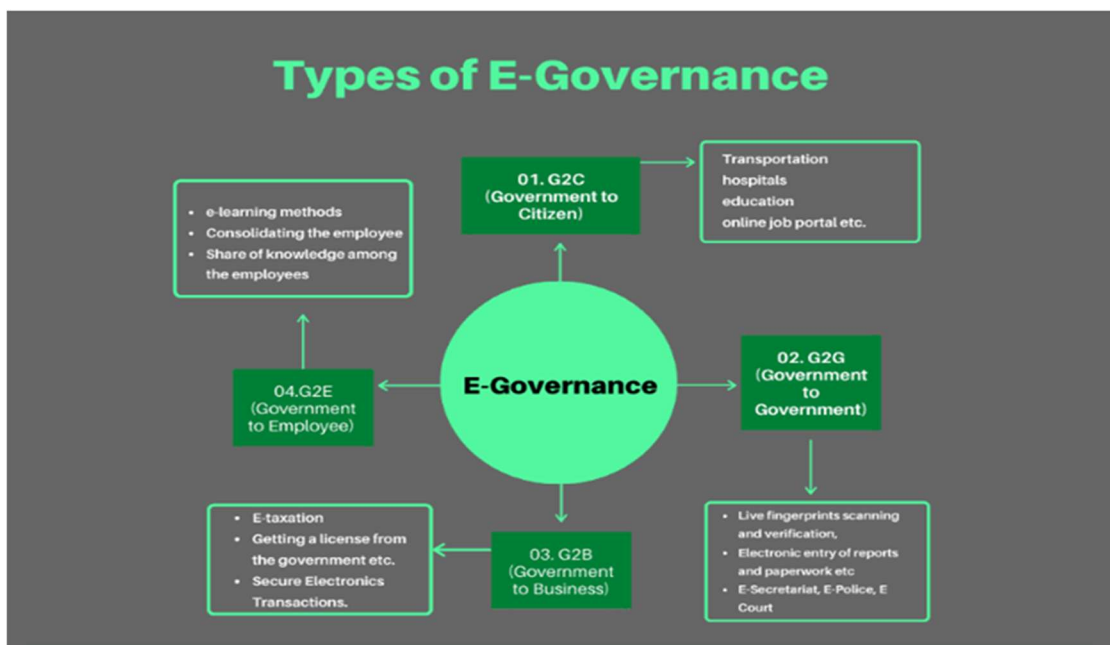 Types of E-Governance
01. G2C
(Government to
Citizen)
Transportation
hospitals
education
online job portal etc.
• e-learning methods
• Consolidating the employee
• Share of knowledge among
the employees
E-Governance
02. G2G
(Government
to
Government)
04.G2E
(Government
to Employee)
• Live fingerprints scanning
and verification,
• Electronic entry of reports
and paperwork etc
• E-Secretariat, E-Police, E
Court
03. G2B
(Government
to Business)
• E-taxation
• Getting a license from
the government etc.
• Secure Electronics
Transactions.